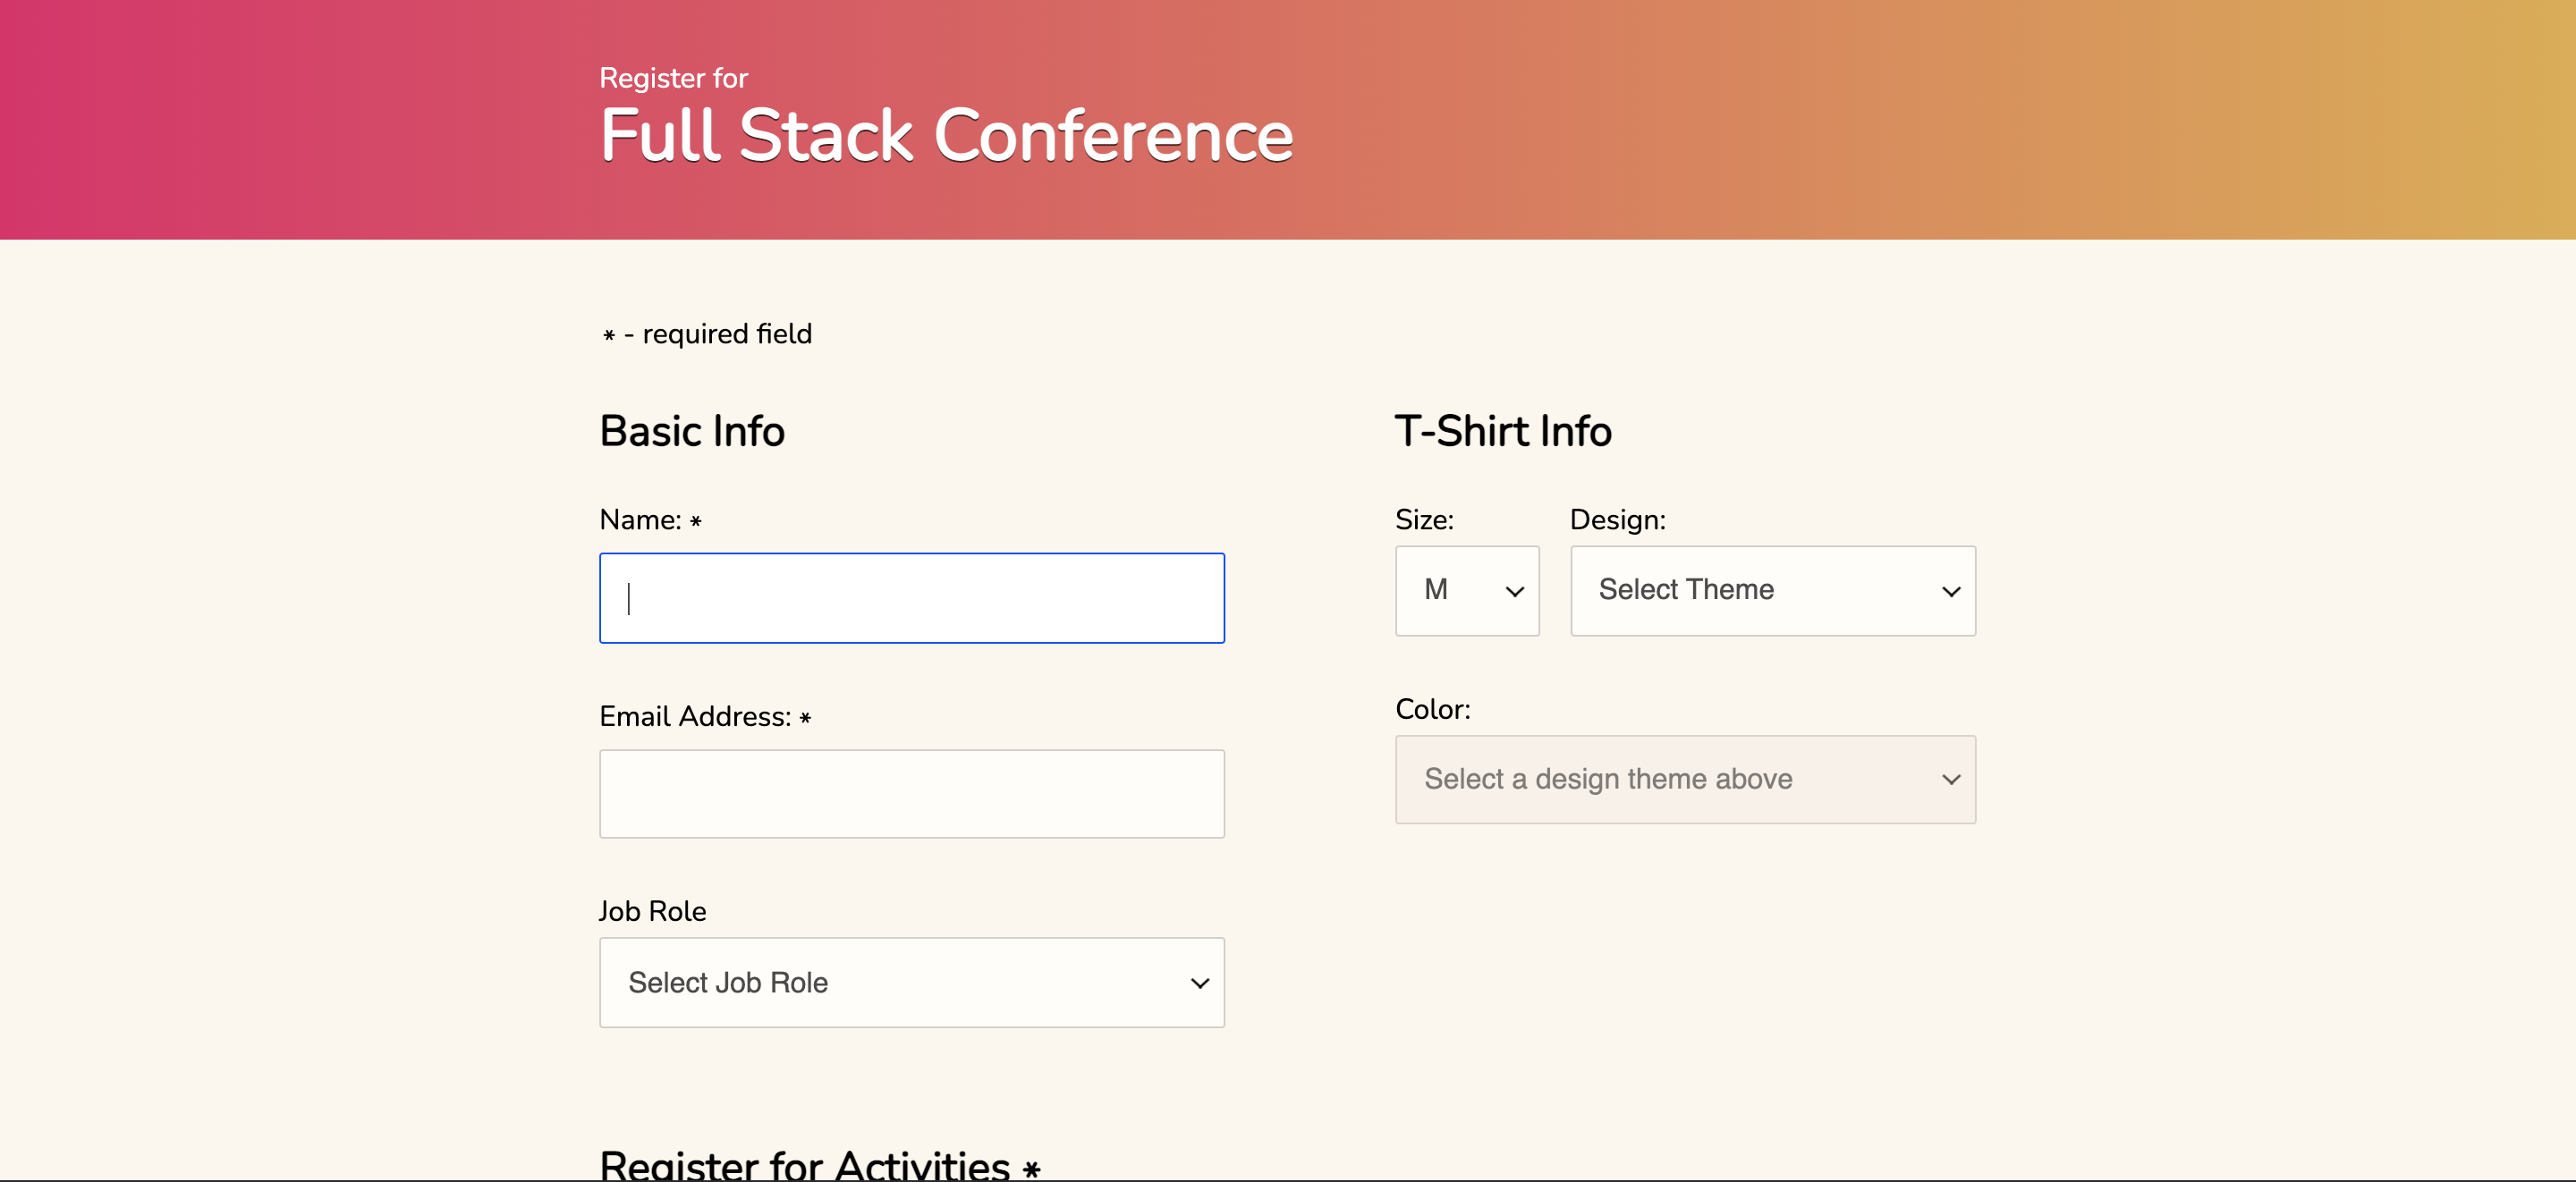 Register for
Full Stack Conference
* - required field
Basic Info
Name: *
Email Address: *
Job Role
Select Job Role
T-Shirt Info
Size:
M
Design:
Select Theme
Color:
Select a design theme above
Register for Activities *